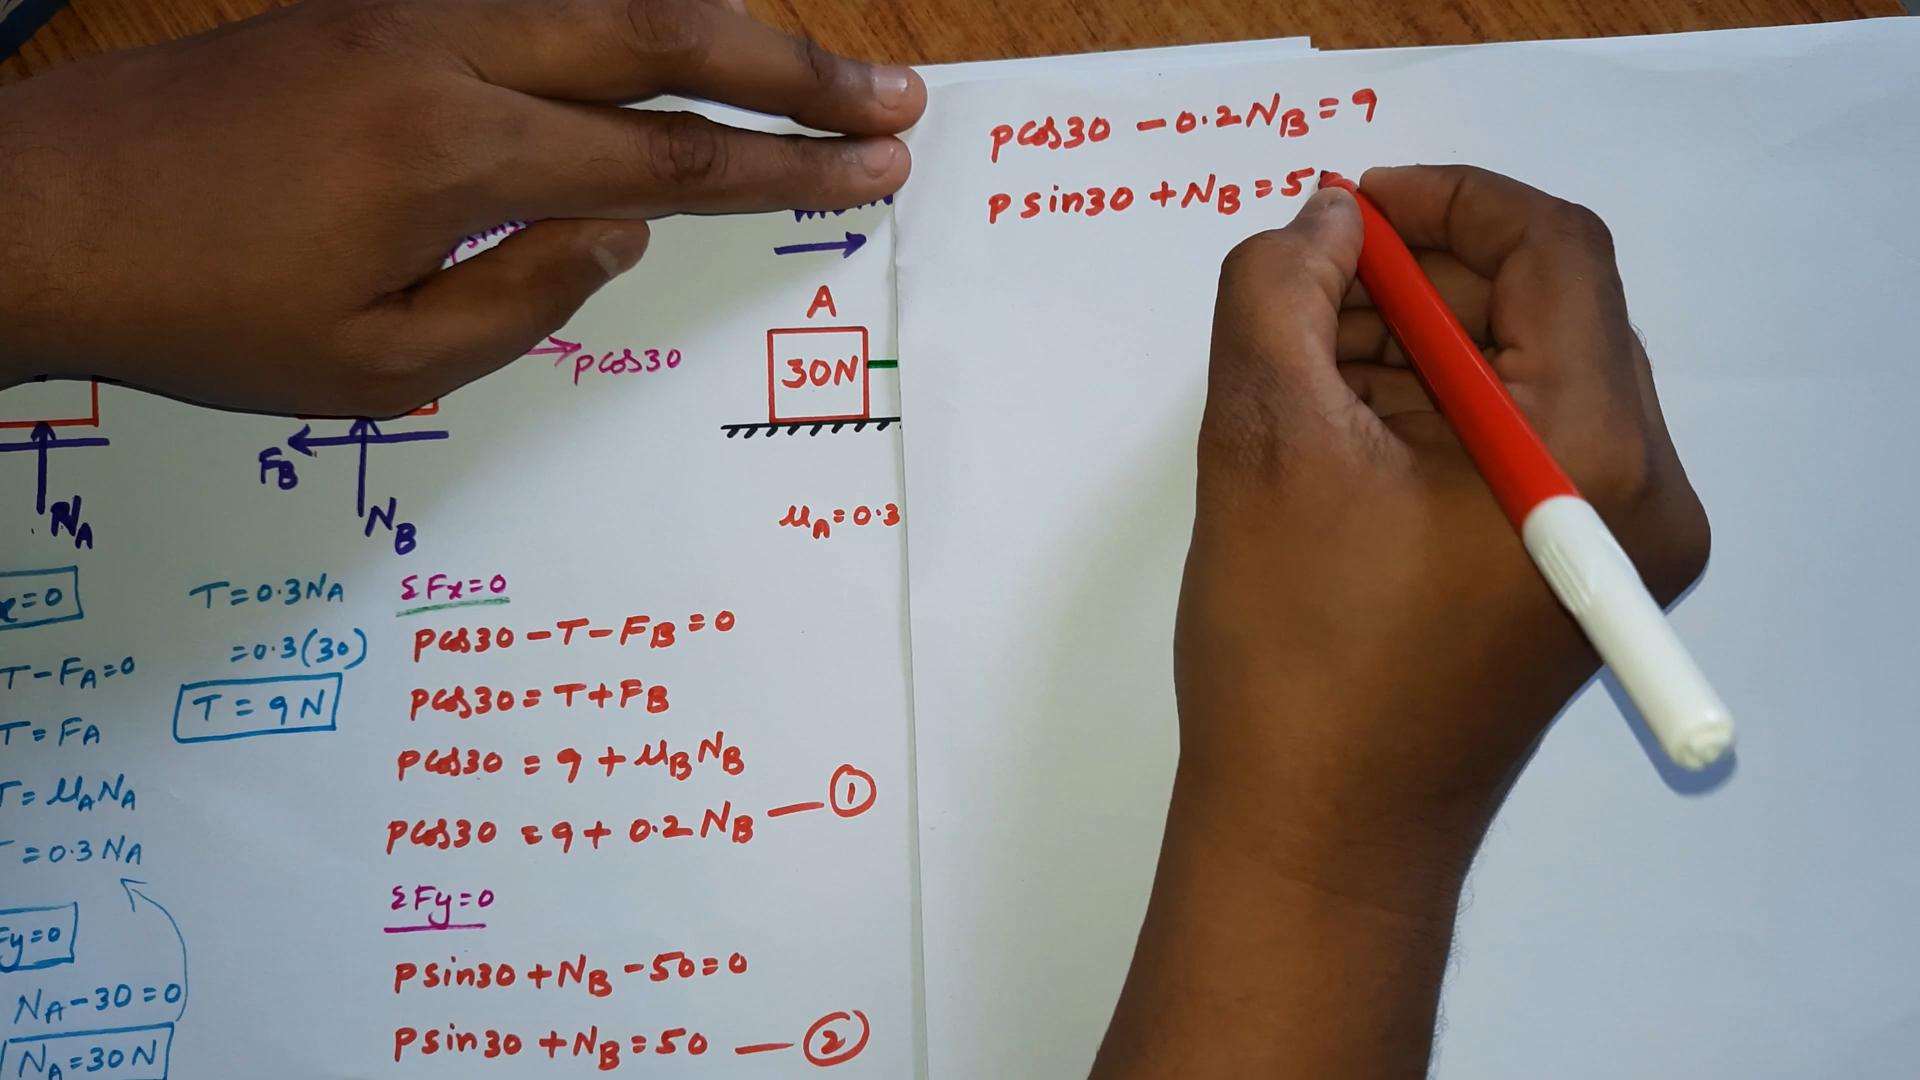 Pcos30 - 0.2NB = 9
Psin30 + NB = 5
Pcos30
A
30N
FB
NA
NB
μA = 0.3
x=0
T - FA = 0
T = FA
T = μANA
T = 0.3NA
Fy=0
NA - 30 = 0
NA = 30N
T = 0.3NA
= 0.3(30)
T = 9N
ΣFx=0
Pcos30 - T - FB = 0
Pcos30 = T + FB
Pcos30 = 9 + μBNB
Pcos30 = 9 + 0.2NB — 1
ΣFy=0
Psin30 + NB - 50 = 0
Psin30 + NB = 50 — 2